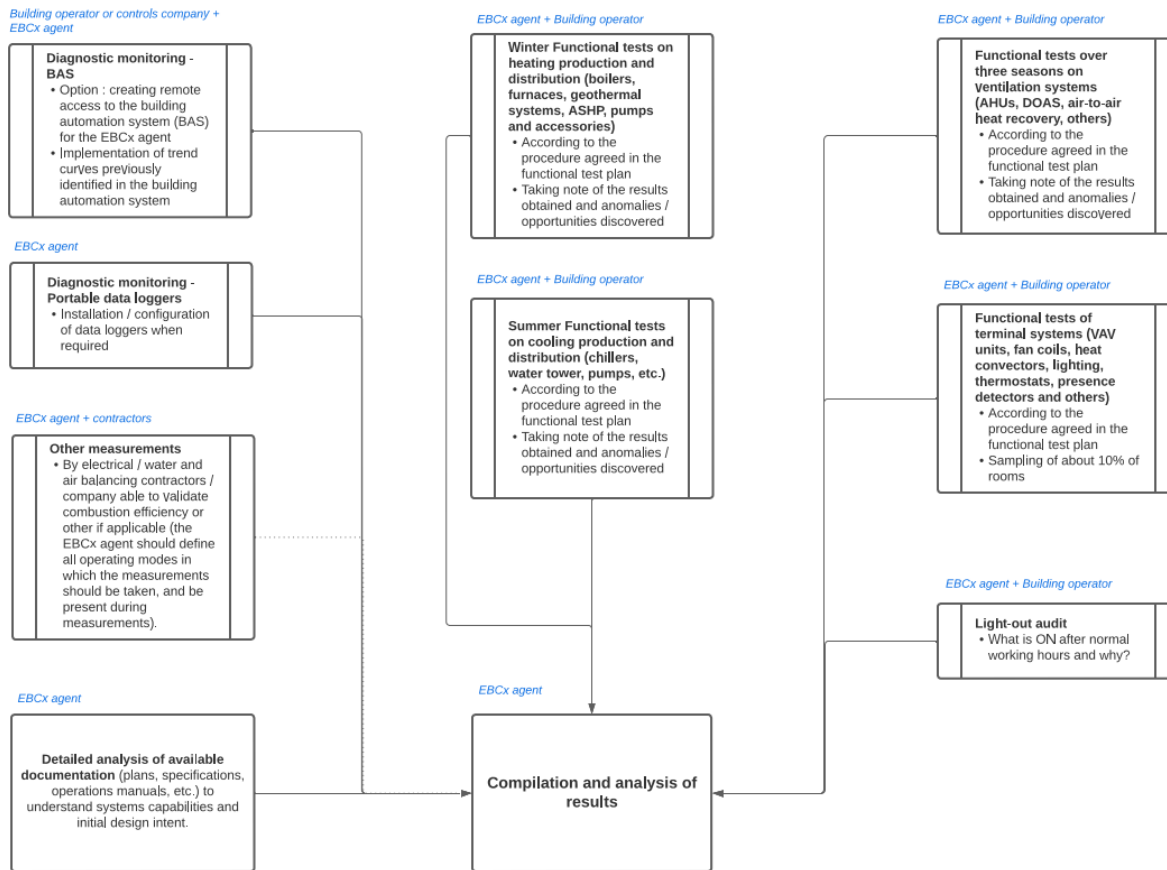 Building operator or controls company +
EBCx agent
Diagnostic monitoring -
BAS
• Option : creating remote
access to the building
automation system (BAS)
for the EBCx agent
• Implementation of trend
curves previously
identified in the building
automation system
EBCx agent
Diagnostic monitoring -
Portable data loggers
• Installation / configuration
of data loggers when
required
EBCx agent + contractors
Other measurements
• By electrical / water and
air balancing contractors /
company able to validate
combustion efficiency or
other if applicable (the
EBCx agent should define
all operating modes in
which the measurements
should be taken, and be
present during
measurements).
EBCx agent
Detailed analysis of available
documentation (plans, specifications,
operations manuals, etc.) to
understand systems capabilities and
initial design intent.
EBCx agent + Building operator
Winter Functional tests on
heating production and
distribution (boilers,
furnaces, geothermal
systems, ASHP, pumps
and accessories)
• According to the
procedure agreed in the
functional test plan
• Taking note of the results
obtained and anomalies /
opportunities discovered
EBCx agent + Building operator
Summer Functional tests
on cooling production and
distribution (chillers,
water tower, pumps, etc.)
• According to the
procedure agreed in the
functional test plan
• Taking note of the results
obtained and anomalies /
opportunities discovered
EBCx agent
Compilation and analysis of
results
EBCx agent + Building operator
Functional tests over
three seasons on
ventilation systems
(AHUs, DOAS, air-to-air
heat recovery, others)
• According to the
procedure agreed in the
functional test plan
• Taking note of the results
obtained and anomalies /
opportunities discovered
EBCx agent + Building operator
Functional tests of
terminal systems (VAV
units, fan coils, heat
convectors, lighting,
thermostats, presence
detectors and others)
• According to the
procedure agreed in the
functional test plan
• Sampling of about 10% of
rooms
EBCx agent + Building operator
Light-out audit
• What is ON after normal
working hours and why?